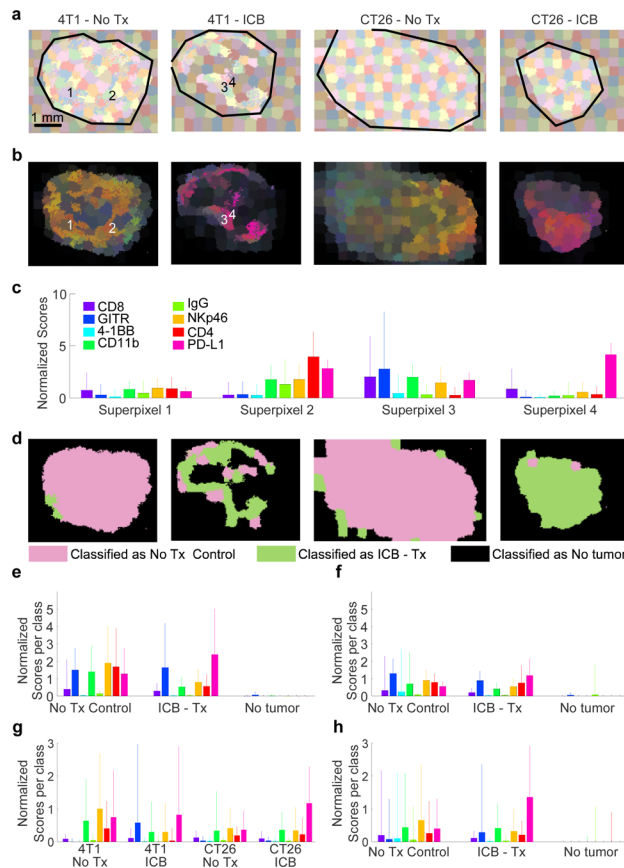 a
4T1 - No Tx
4T1 - ICB
CT26 - No Tx
CT26 - ICB
1
2
3
4
1 mm
b
1
2
3
4
c
Normalized Scores
10
5
0
CD8
GITR
4-1BB
CD11b
IgG
NKp46
CD4
PD-L1
Superpixel 1
Superpixel 2
Superpixel 3
Superpixel 4
d
Classified as No Tx Control
Classified as ICB - Tx
Classified as No tumor
e
Normalized
Scores per class
5
4
3
2
1
0
No Tx Control
ICB - Tx
No tumor
f
Normalized
Scores per class
5
4
3
2
1
0
No Tx Control
ICB - Tx
No tumor
g
Normalized
Scores per class
3
2
1
0
4T1
No Tx
4T1
ICB
CT26
No Tx
CT26
ICB
h
Normalized
Scores per class
3
2
1
0
No Tx Control
ICB - Tx
No tumor